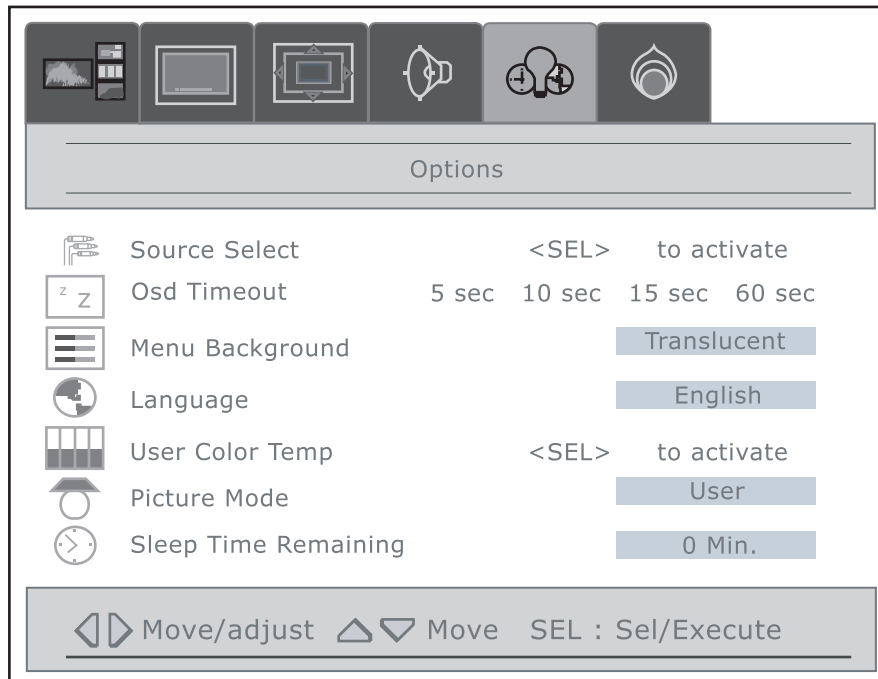 Options
Source Select <SEL> to activate
z Z
Osd Timeout 5 sec 10 sec 15 sec 60 sec
Menu Background Translucent
Language English
User Color Temp <SEL> to activate
Picture Mode User
Sleep Time Remaining 0 Min.
Move/adjust Move SEL : Sel/Execute